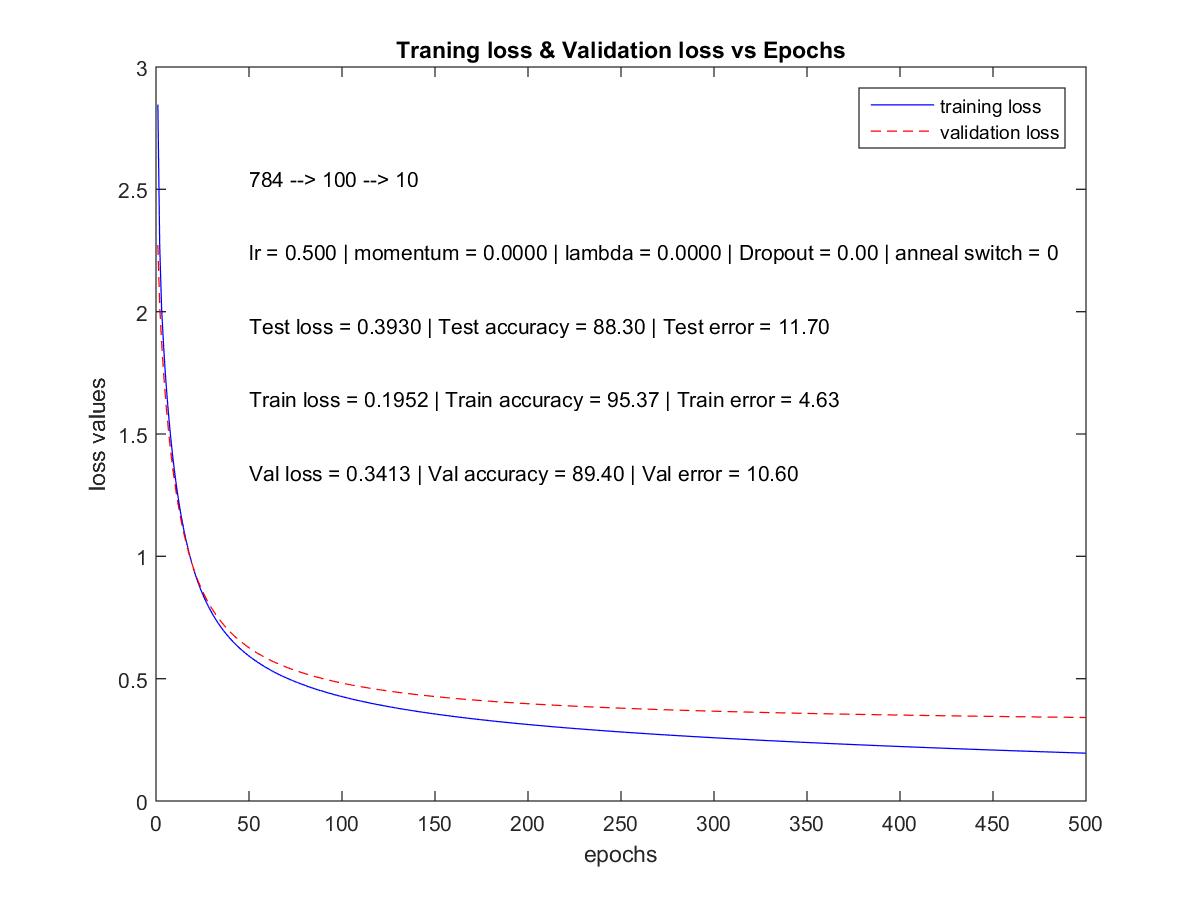 Traning loss & Validation loss vs Epochs
3
training loss
validation loss
784 --> 100 --> 10
2.5
lr = 0.500 | momentum = 0.0000 | lambda = 0.0000 | Dropout = 0.00 | anneal switch = 0
2
Test loss = 0.3930 | Test accuracy = 88.30 | Test error = 11.70
Train loss = 0.1952 | Train accuracy = 95.37 | Train error = 4.63
loss values
1.5
Val loss = 0.3413 | Val accuracy = 89.40 | Val error = 10.60
1
0.5
0
0 50 100 150 200 250 300 350 400 450 500
epochs